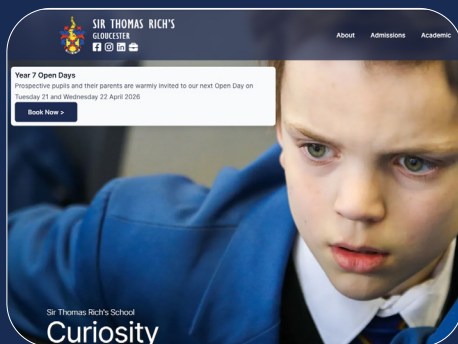 SIR THOMAS RICH'S
GLOUCESTER
About Admissions Academic
Year 7 Open Days
Prospective pupils and their parents are warmly invited to our next Open Day on
Tuesday 21 and Wednesday 22 April 2026
Book Now >
Sir Thomas Rich's School
Curiosity